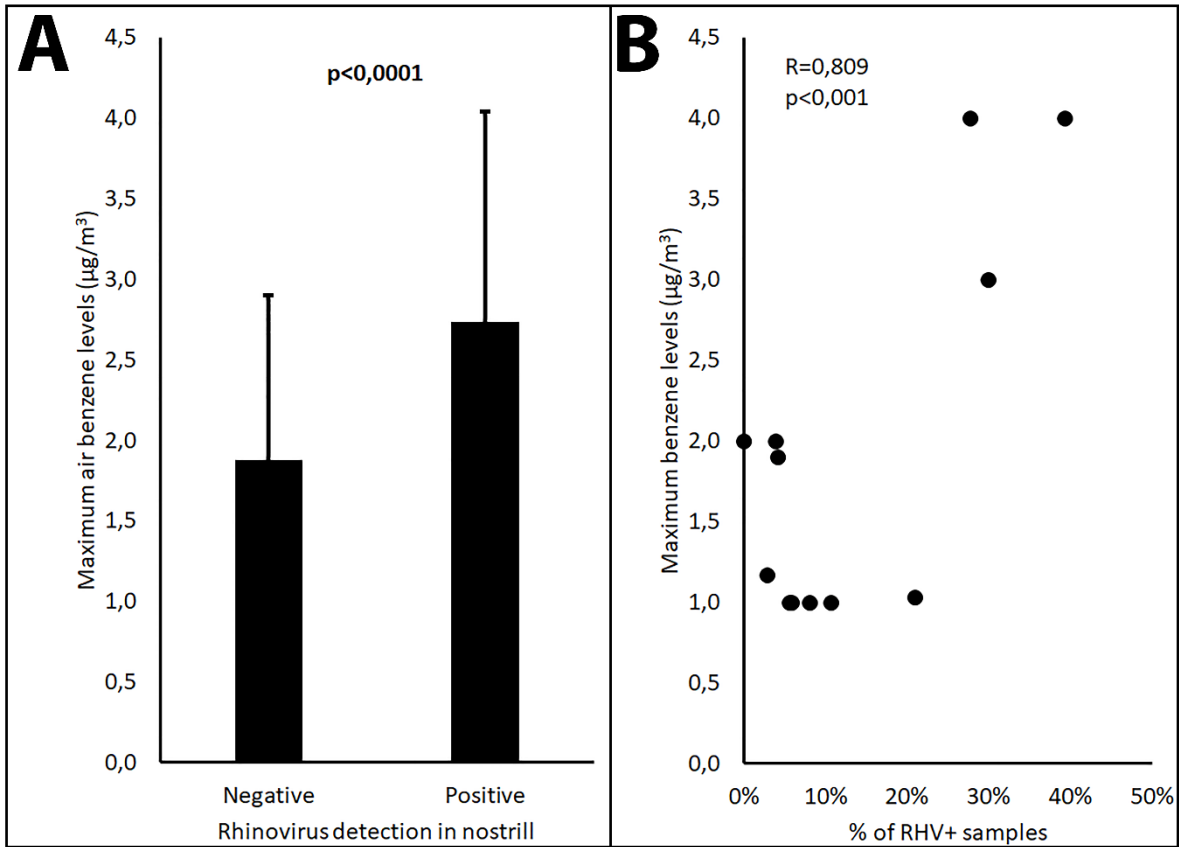 A
p<0,0001
Maximum air benzene levels (µg/m³)
4,5
4,0
3,5
3,0
2,5
2,0
1,5
1,0
0,5
0,0
Negative
Positive
Rhinovirus detection in nostrill
B
R=0,809
p<0,001
Maximum benzene levels (µg/m³)
4,5
4,0
3,5
3,0
2,5
2,0
1,5
1,0
0,5
0,0
0% 10% 20% 30% 40% 50%
% of RHV+ samples